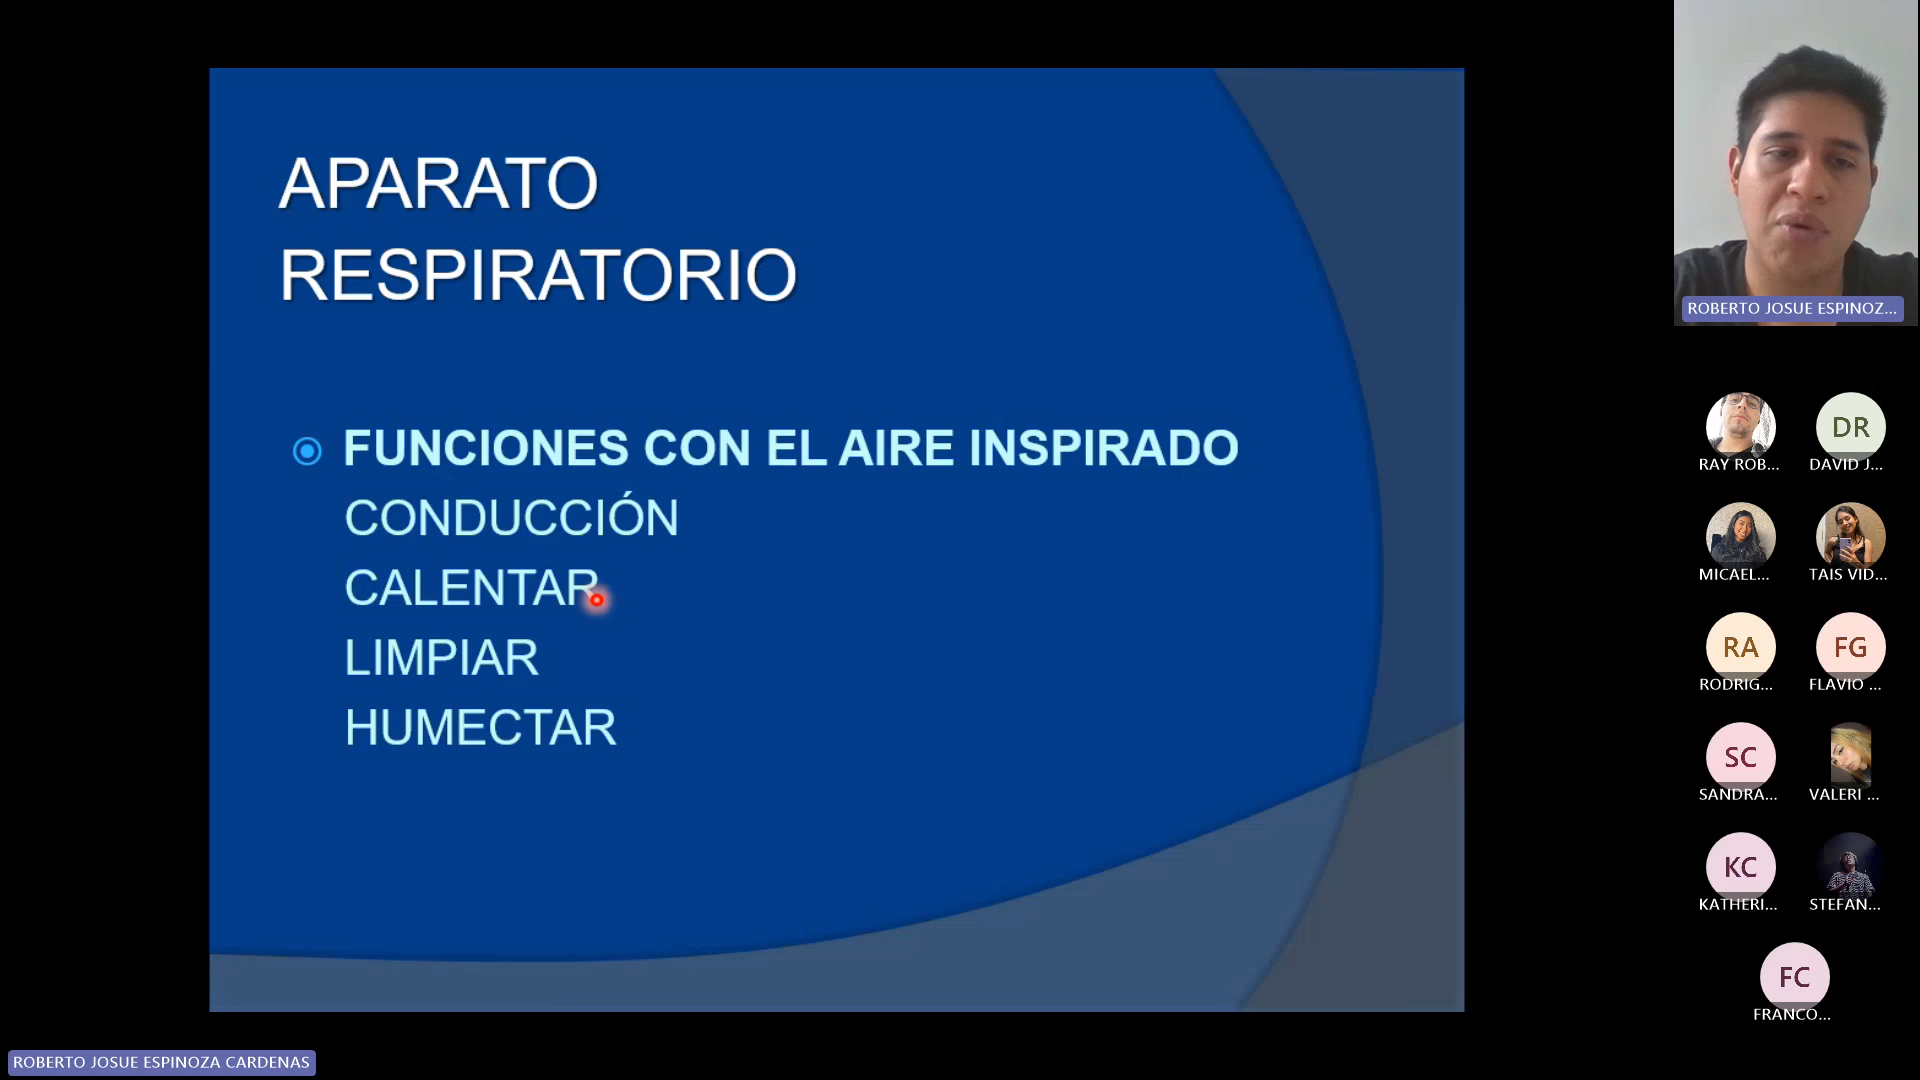 APARATO
RESPIRATORIO
FUNCIONES CON EL AIRE INSPIRADO
CONDUCCIÓN
CALENTAR
LIMPIAR
HUMECTAR
ROBERTO JOSUE ESPINOZ...
RAY ROB...
DR
DAVID J...
MICAEL...
TAIS VID...
RA
RODRIG...
FG
FLAVIO ...
SC
SANDRA...
VALERI ...
KC
KATHERI...
STEFAN...
FC
FRANCO...
ROBERTO JOSUE ESPINOZA CARDENAS